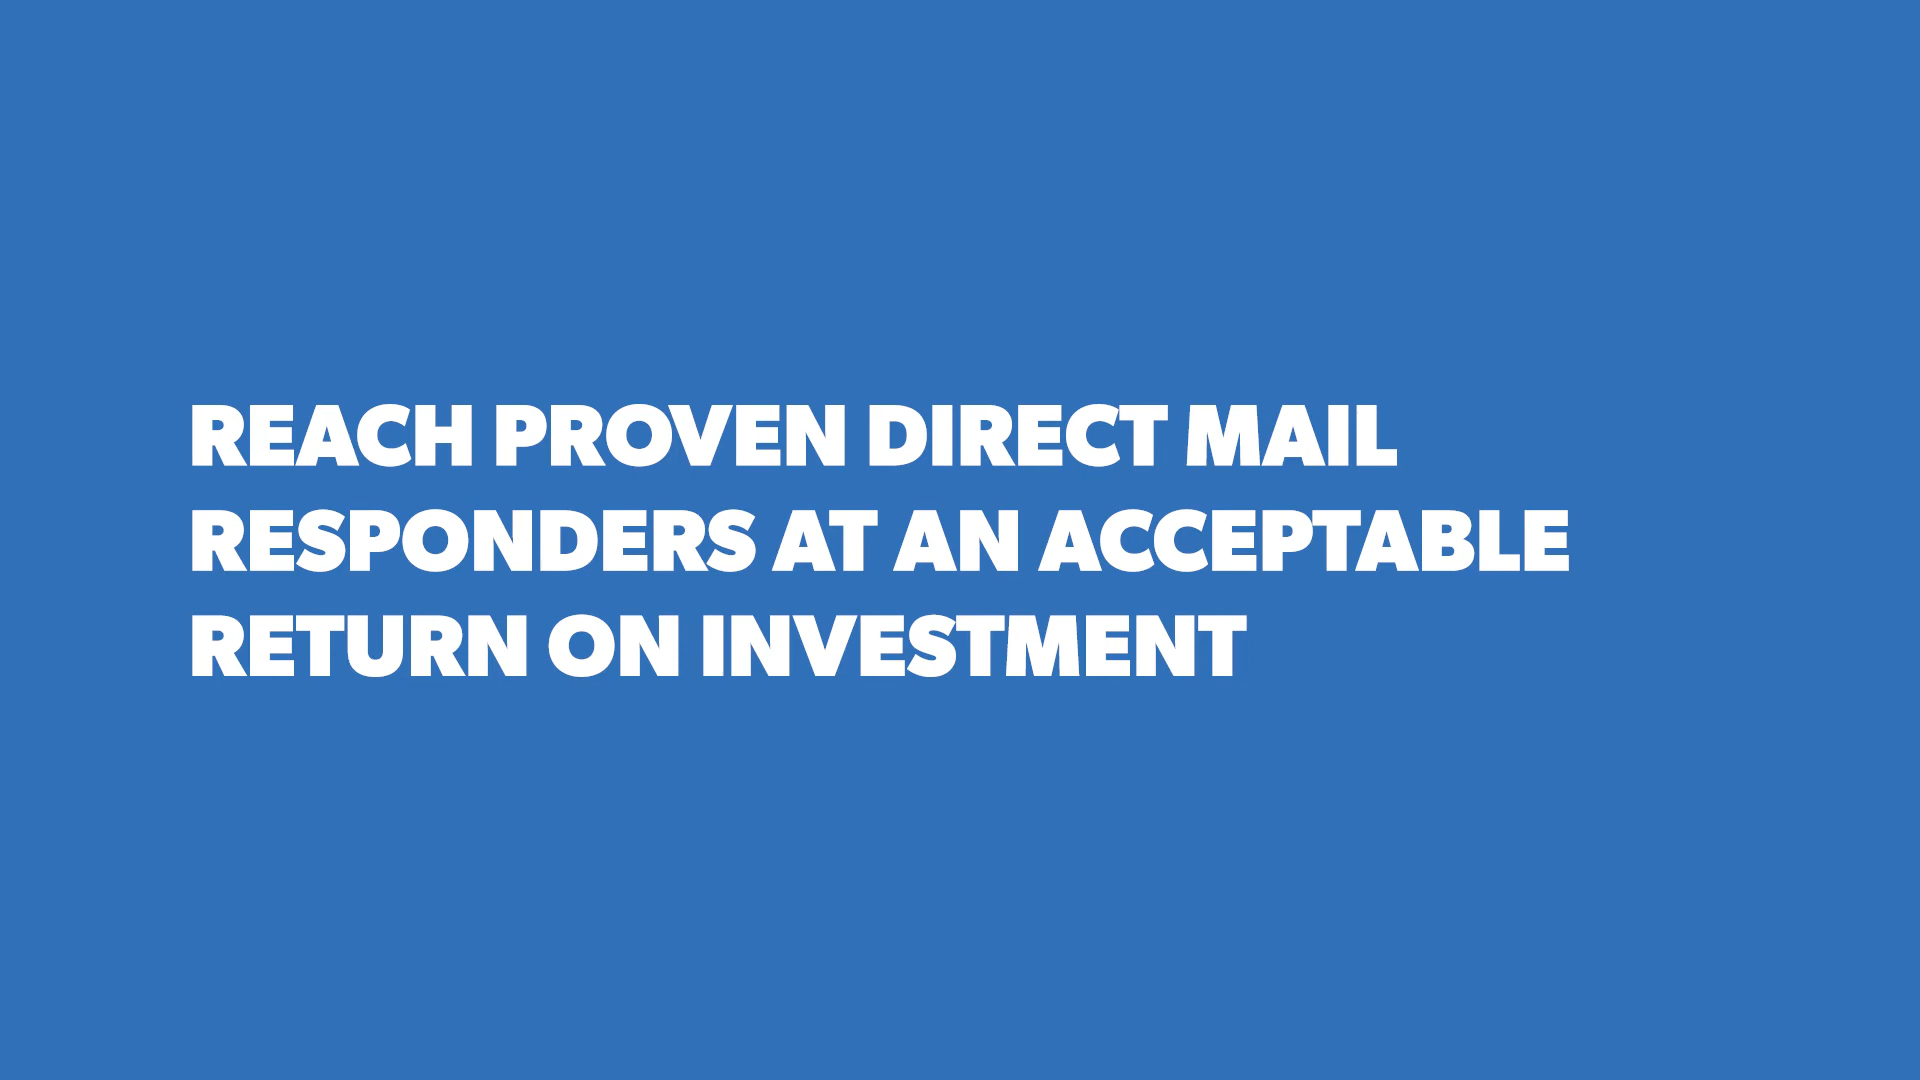 REACH PROVEN DIRECT MAIL
RESPONDERS AT AN ACCEPTABLE
RETURN ON INVESTMENT